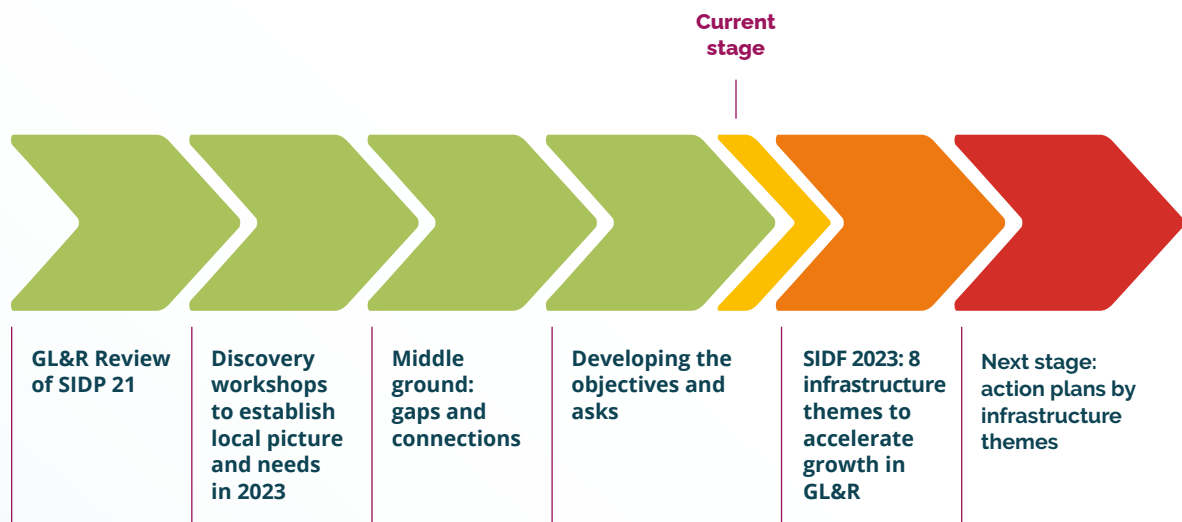 Current
stage
GL&R Review
of SIDP 21
Discovery
workshops
to establish
local picture
and needs
in 2023
Middle
ground:
gaps and
connections
Developing the
objectives and
asks
SIDF 2023: 8
infrastructure
themes to
accelerate
growth in
GL&R
Next stage:
action plans by
infrastructure
themes